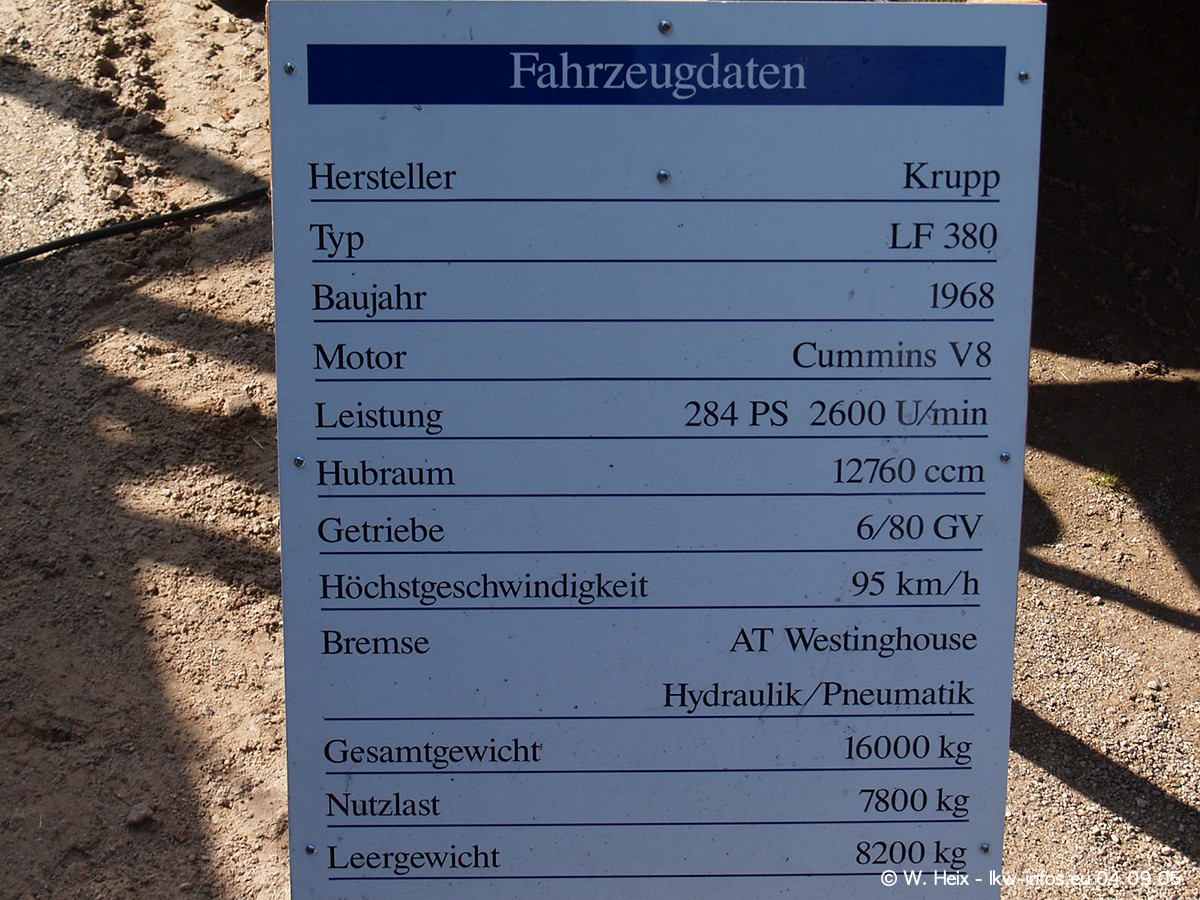 Fahrzeugdaten
Hersteller Krupp
Typ LF 380
Baujahr 1968
Motor Cummins V8
Leistung 284 PS 2600 U/min
Hubraum 12760 ccm
Getriebe 6/80 GV
Höchstgeschwindigkeit 95 km/h
Bremse AT Westinghouse
Hydraulik/Pneumatik
Gesamtgewicht 16000 kg
Nutzlast 7800 kg
Leergewicht 8200 kg
© W. Heix - lkw-infos.eu 04.09.05